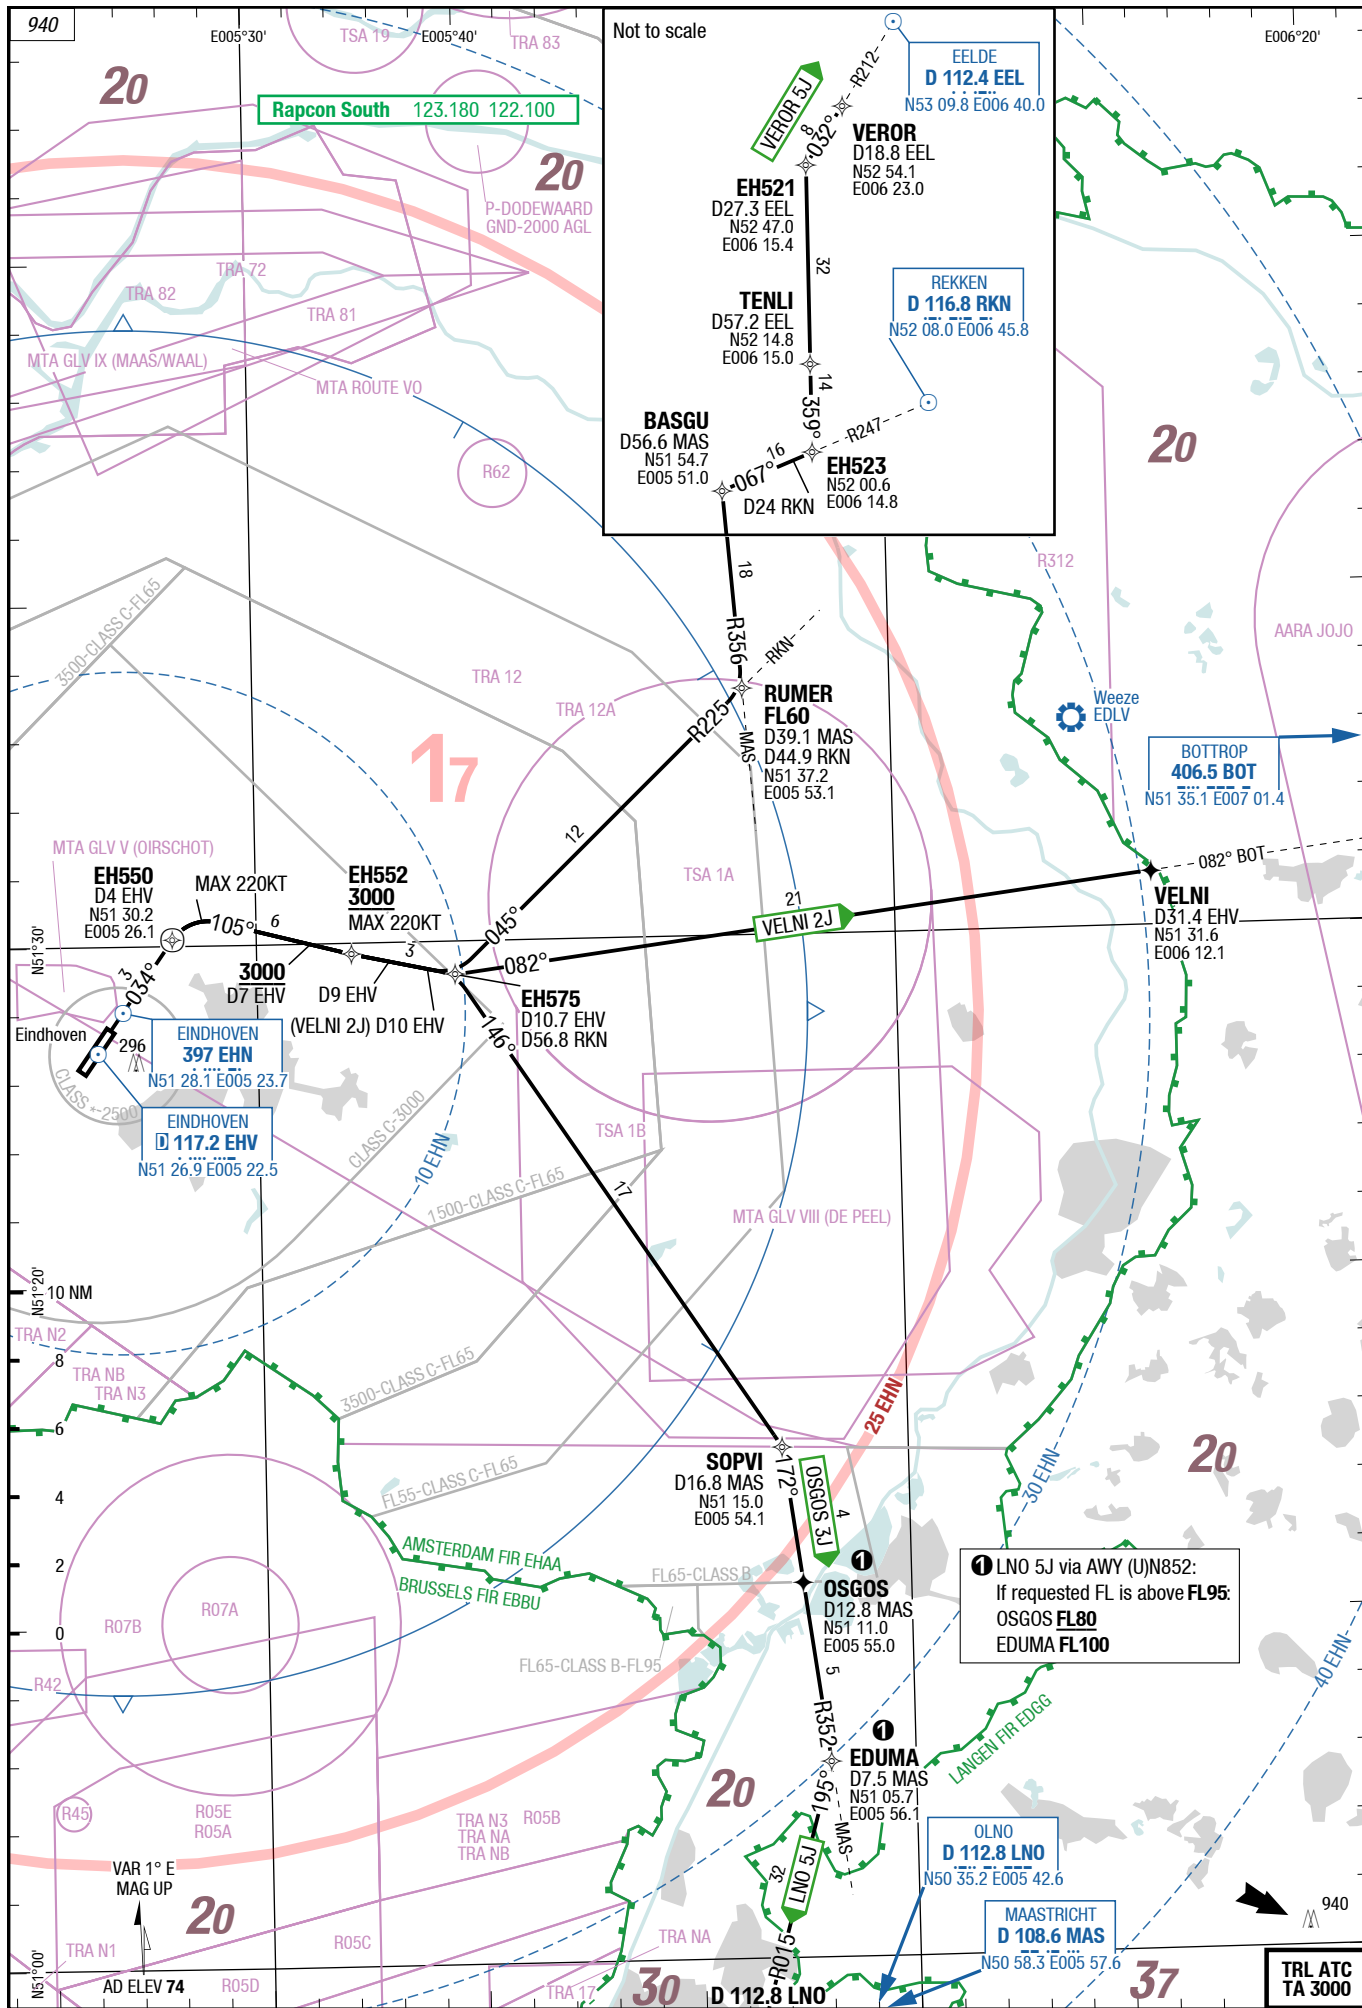 940
E005°30'
E005°40'
E006°20'
TSA 19
TRA 83
20
Rapcon South 123.180 122.100
20
P-DODEWAARD
GND-2000 AGL
TRA 72
TRA 82
TRA 81
MTA GLV IX (MAAS/WAAL)
MTA ROUTE VO
R62
Not to scale
EELDE
D 112.4 EEL
N53 09.8 E006 40.0
R212
VEROR 5J
8
032°
VEROR
D18.8 EEL
N52 54.1
E006 23.0
EH521
D27.3 EEL
N52 47.0
E006 15.4
32
REKKEN
D 116.8 RKN
N52 08.0 E006 45.8
TENLI
D57.2 EEL
N52 14.8
E006 15.0
14
359°
R247
BASGU
D56.6 MAS
N51 54.7
E005 51.0
16
067°
EH523
N52 00.6
E006 14.8
D24 RKN
20
R312
AARA JOJO
18
R356
RKN
3500-CLASS C-FL65
TRA 12
TRA 12A
RUMER
FL60
D39.1 MAS
D44.9 RKN
N51 37.2
E005 53.1
R225
MAS
17
12
Weeze
EDLV
BOTTROP
406.5 BOT
N51 35.1 E007 01.4
MTA GLV V (OIRSCHOT)
EH550
D4 EHV
N51 30.2
E005 26.1
MAX 220KT
105°
6
EH552
3000
MAX 220KT
3
045°
TSA 1A
21
VELNI 2J
082° BOT
VELNI
D31.4 EHV
N51 31.6
E006 12.1
N51°30'
3
034°
3000
D7 EHV
D9 EHV
(VELNI 2J) D10 EHV
082°
EH575
D10.7 EHV
D56.8 RKN
146°
Eindhoven
296
EINDHOVEN
397 EHN
N51 28.1 E005 23.7
CLASS *-2500
EINDHOVEN
D 117.2 EHV
N51 26.9 E005 22.5
CLASS C-3000
10 EHN
TSA 1B
1500-CLASS C-FL65
17
MTA GLV VIII (DE PEEL)
N51°20'
10 NM
TRA N2
8
TRA NB
TRA N3
6
4
2
0
3500-CLASS C-FL65
25 EHN
SOPVI
D16.8 MAS
N51 15.0
E005 54.1
172°
OSGOS 3J
4
20
30 EHN
FL55-CLASS C-FL65
AMSTERDAM FIR EHAA
BRUSSELS FIR EBBU
FL65-CLASS B
1
OSGOS
D12.8 MAS
N51 11.0
E005 55.0
1 LNO 5J via AWY (U)N852:
If requested FL is above FL95:
OSGOS FL80
EDUMA FL100
R07A
R07B
R42
FL65-CLASS B-FL95
5
R352
40 EHN
1
EDUMA
D7.5 MAS
N51 05.7
E005 56.1
LANGEN FIR EDGG
20
195°
MAS
R45
R05E
R05A
TRA N3
TRA NA
TRA NB
R05B
OLNO
D 112.8 LNO
N50 35.2 E005 42.6
32
LNO 5J
VAR 1° E
MAG UP
20
940
MAASTRICHT
D 108.6 MAS
N50 58.3 E005 57.6
R05C
TRA NA
R015
N51°00'
TRA N1
AD ELEV 74
R05D
TRA 17
30
D 112.8 LNO
37
TRL ATC
TA 3000